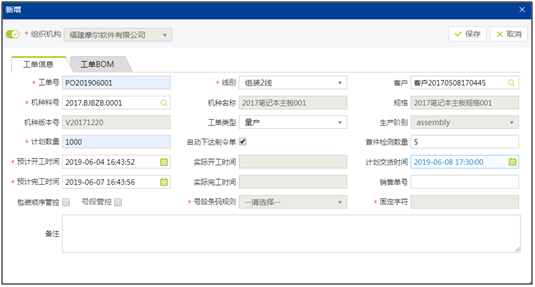 新增
* 组织机构 福建摩尔软件有限公司 保存 取消
工单信息 工单BOM
* 工单号 PO201906001 * 线别 组装2线 客户 客户20170508170445
* 机种料号 2017.BJBZB.0001 机种名称 2017笔记本主板001 规格 2017笔记本主板规格001
机种版本号 V20171220 工单类型 量产 生产阶别 assembly
* 计划数量 1000 自动下达制令单 首件检测数量 5
* 预计开工时间 2019-06-04 16:43:52 实际开工时间 计划交货时间 2019-06-08 17:30:00
* 预计完工时间 2019-06-07 16:43:56 实际完工时间 销售单号
包装顺序管控 号段管控 * 号段条码规则 --请选择-- * 固定字符
备注